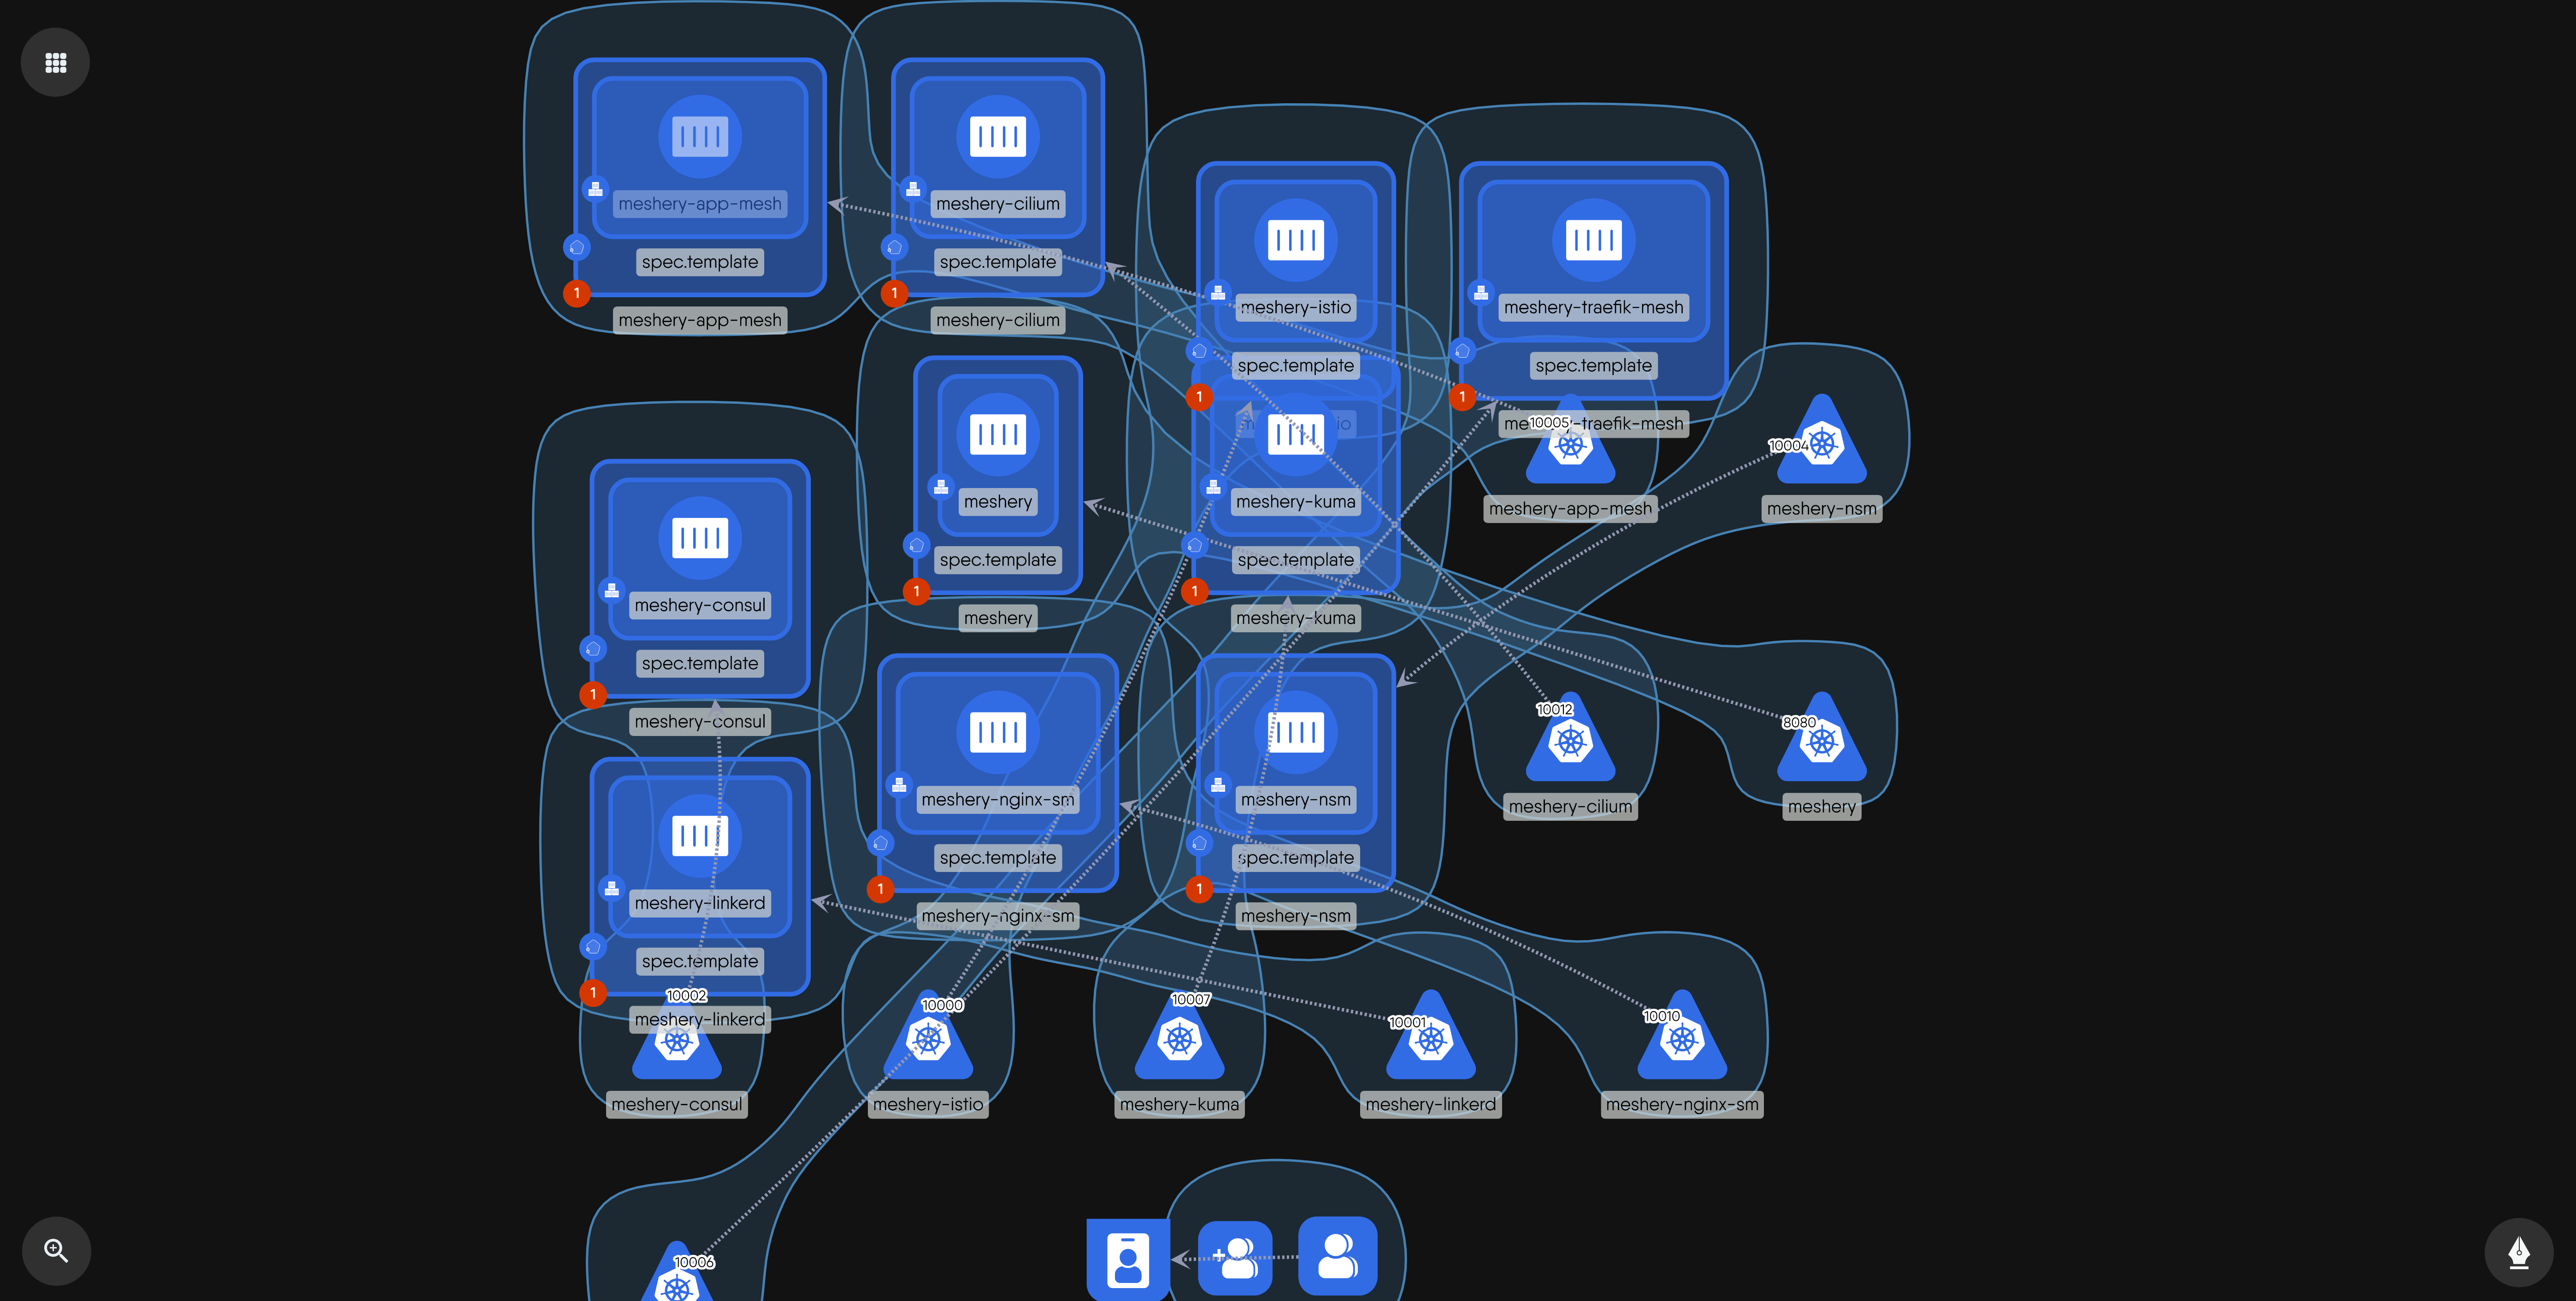 meshery-app-mesh
spec.template
1
meshery-app-mesh
meshery-cilium
spec.template
1
meshery-cilium
meshery-istio
spec.template
1
meshery-traefik-mesh
spec.template
1
meshery-traefik-mesh
10005
meshery-app-mesh
10004
meshery-nsm
meshery
spec.template
1
meshery
meshery-kuma
spec.template
1
meshery-kuma
meshery-consul
spec.template
1
meshery-consul
meshery-nginx-sm
spec.template
1
meshery-nginx-sm
meshery-nsm
spec.template
1
meshery-nsm
10012
meshery-cilium
8080
meshery
meshery-linkerd
spec.template
1
meshery-linkerd
10002
meshery-consul
10000
meshery-istio
10007
meshery-kuma
10001
meshery-linkerd
10010
meshery-nginx-sm
10006